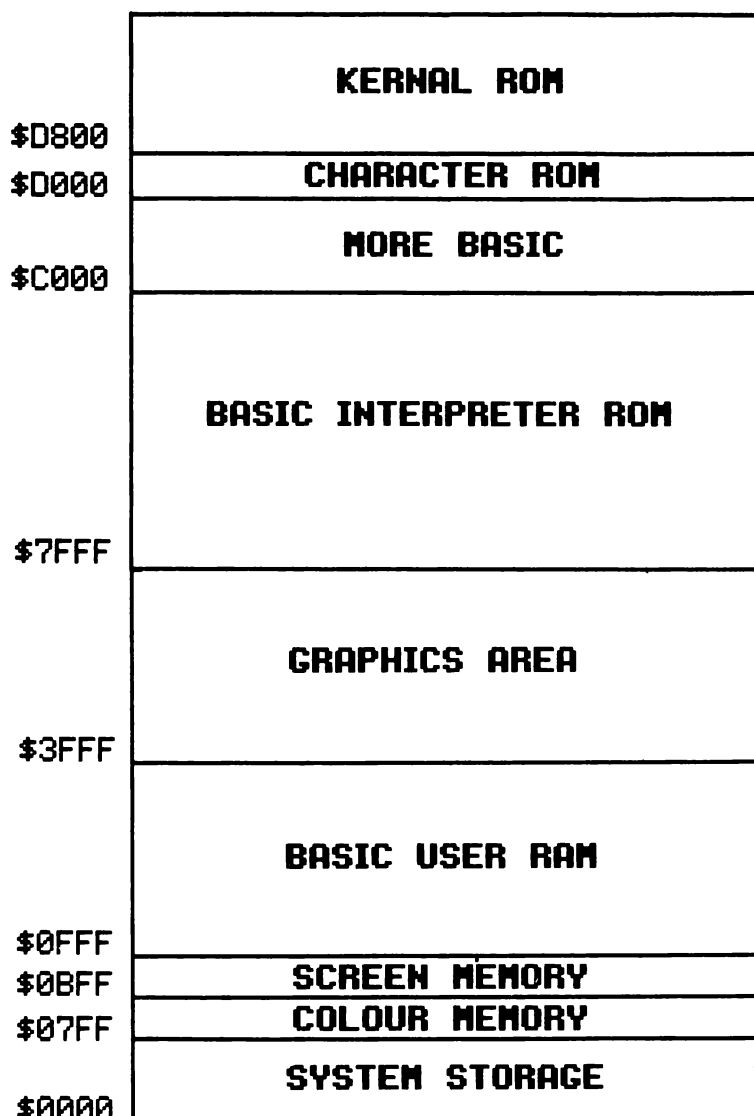 KERNAL ROM
$D800
CHARACTER ROM
$D000
MORE BASIC
$C000
BASIC INTERPRETER ROM
$7FFF
GRAPHICS AREA
$3FFF
BASIC USER RAM
$0FFF
SCREEN MEMORY
$0BFF
COLOUR MEMORY
$07FF
SYSTEM STORAGE
$0000